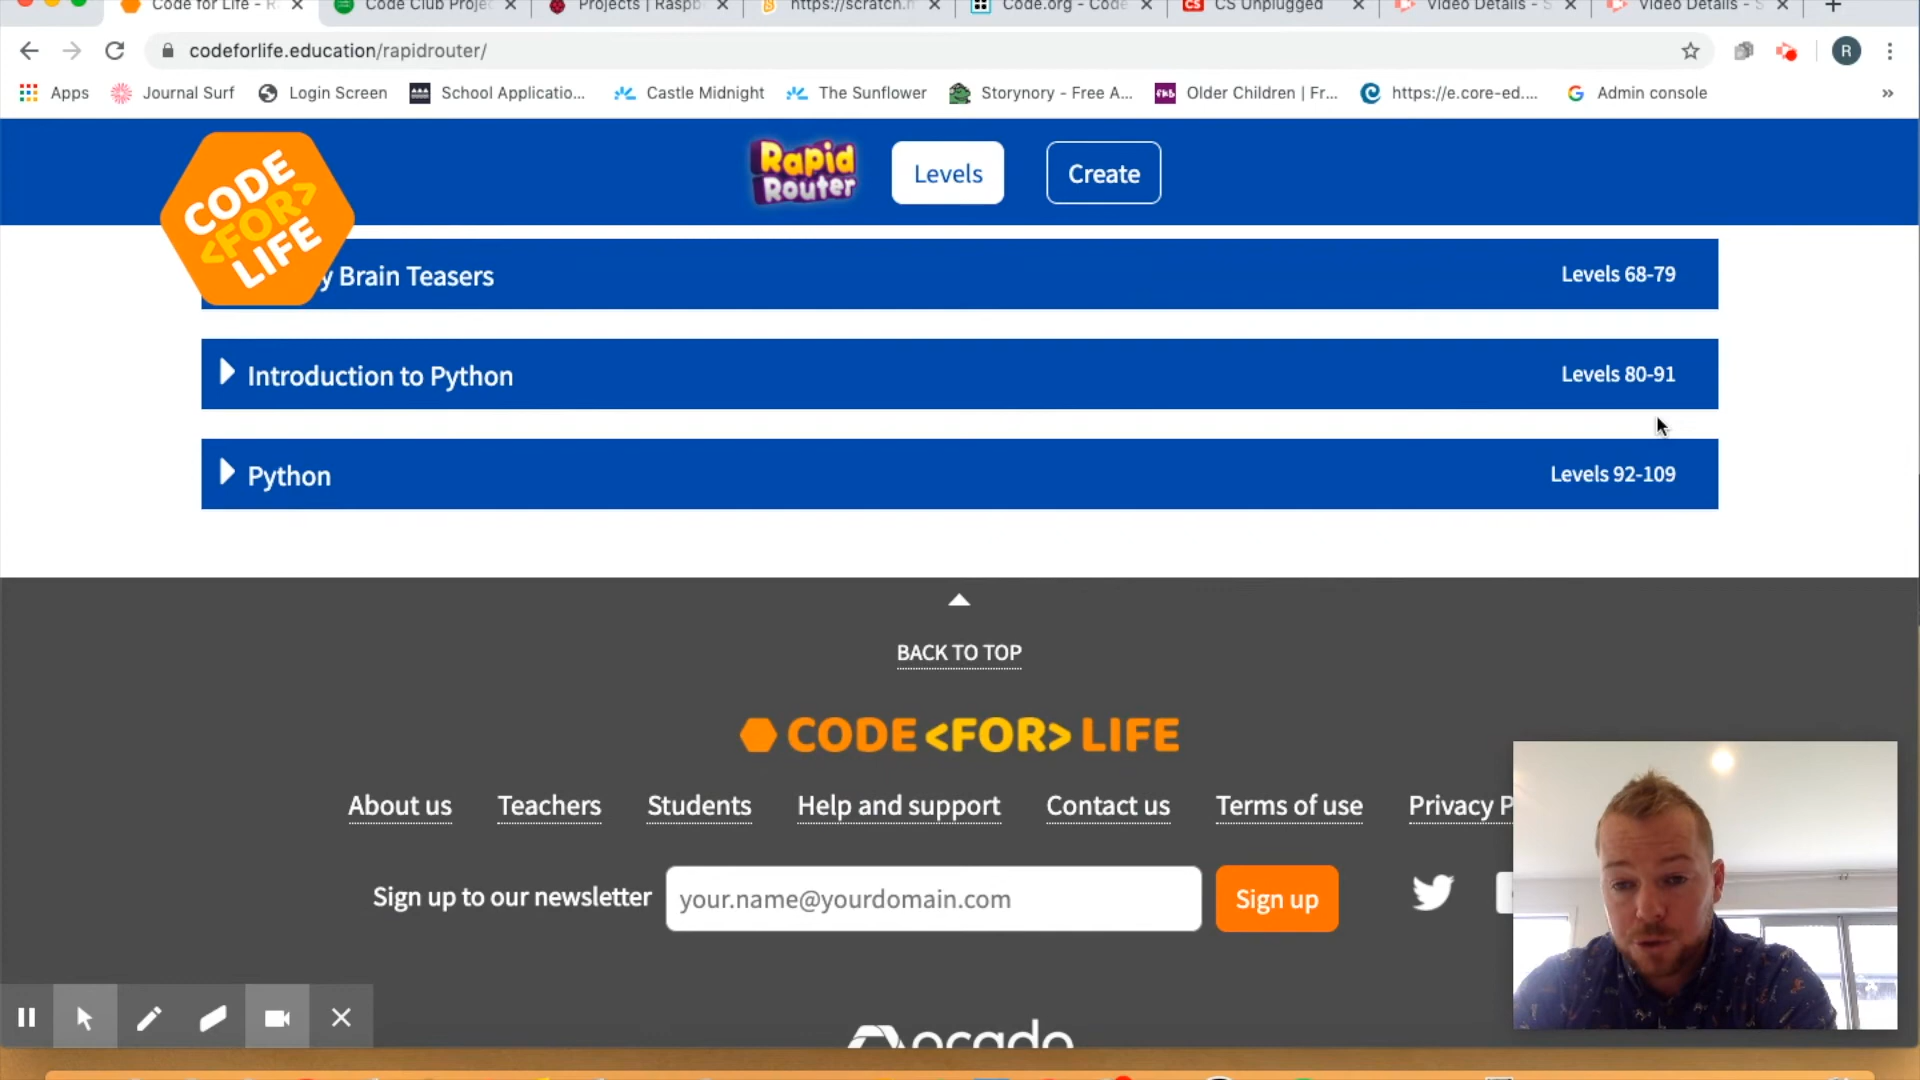 Code for Life - R
Code Club Projec
Projects | Raspb
https://scratch.m
Code.org - Code
CS Unplugged
Video Details - S
Video Details - S
codeforlife.education/rapidrouter/
R
Apps
Journal Surf
Login Screen
School Applicatio...
Castle Midnight
The Sunflower
Storynory - Free A...
Older Children | Fr...
https://e.core-ed....
Admin console
»
CODE
<FOR>
LIFE
Rapid
Router
Levels
Create
y Brain Teasers
Levels 68-79
Introduction to Python
Levels 80-91
Python
Levels 92-109
BACK TO TOP
CODE <FOR> LIFE
About us
Teachers
Students
Help and support
Contact us
Terms of use
Privacy P
Sign up to our newsletter
your.name@yourdomain.com
Sign up
ocado